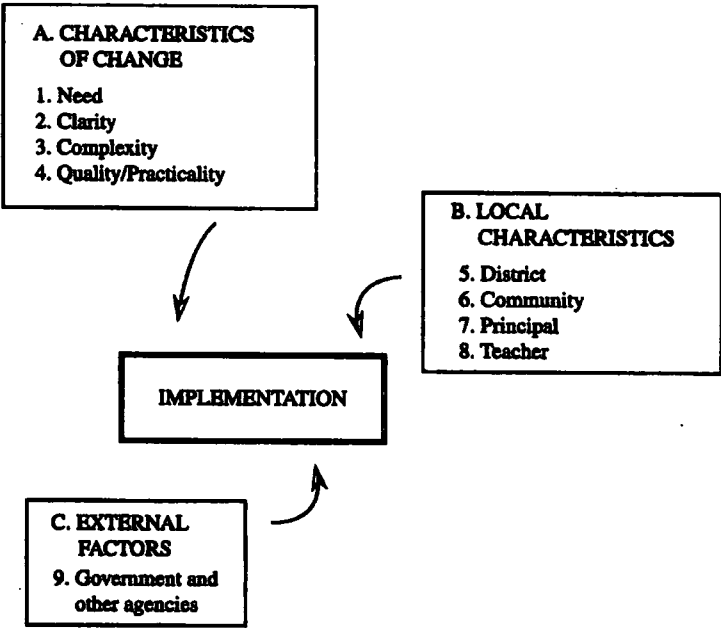 A. CHARACTERISTICS
OF CHANGE
1. Need
2. Clarity
3. Complexity
4. Quality/Practicality
B. LOCAL
CHARACTERISTICS
5. District
6. Community
7. Principal
8. Teacher
IMPLEMENTATION
C. EXTERNAL
FACTORS
9. Government and
other agencies